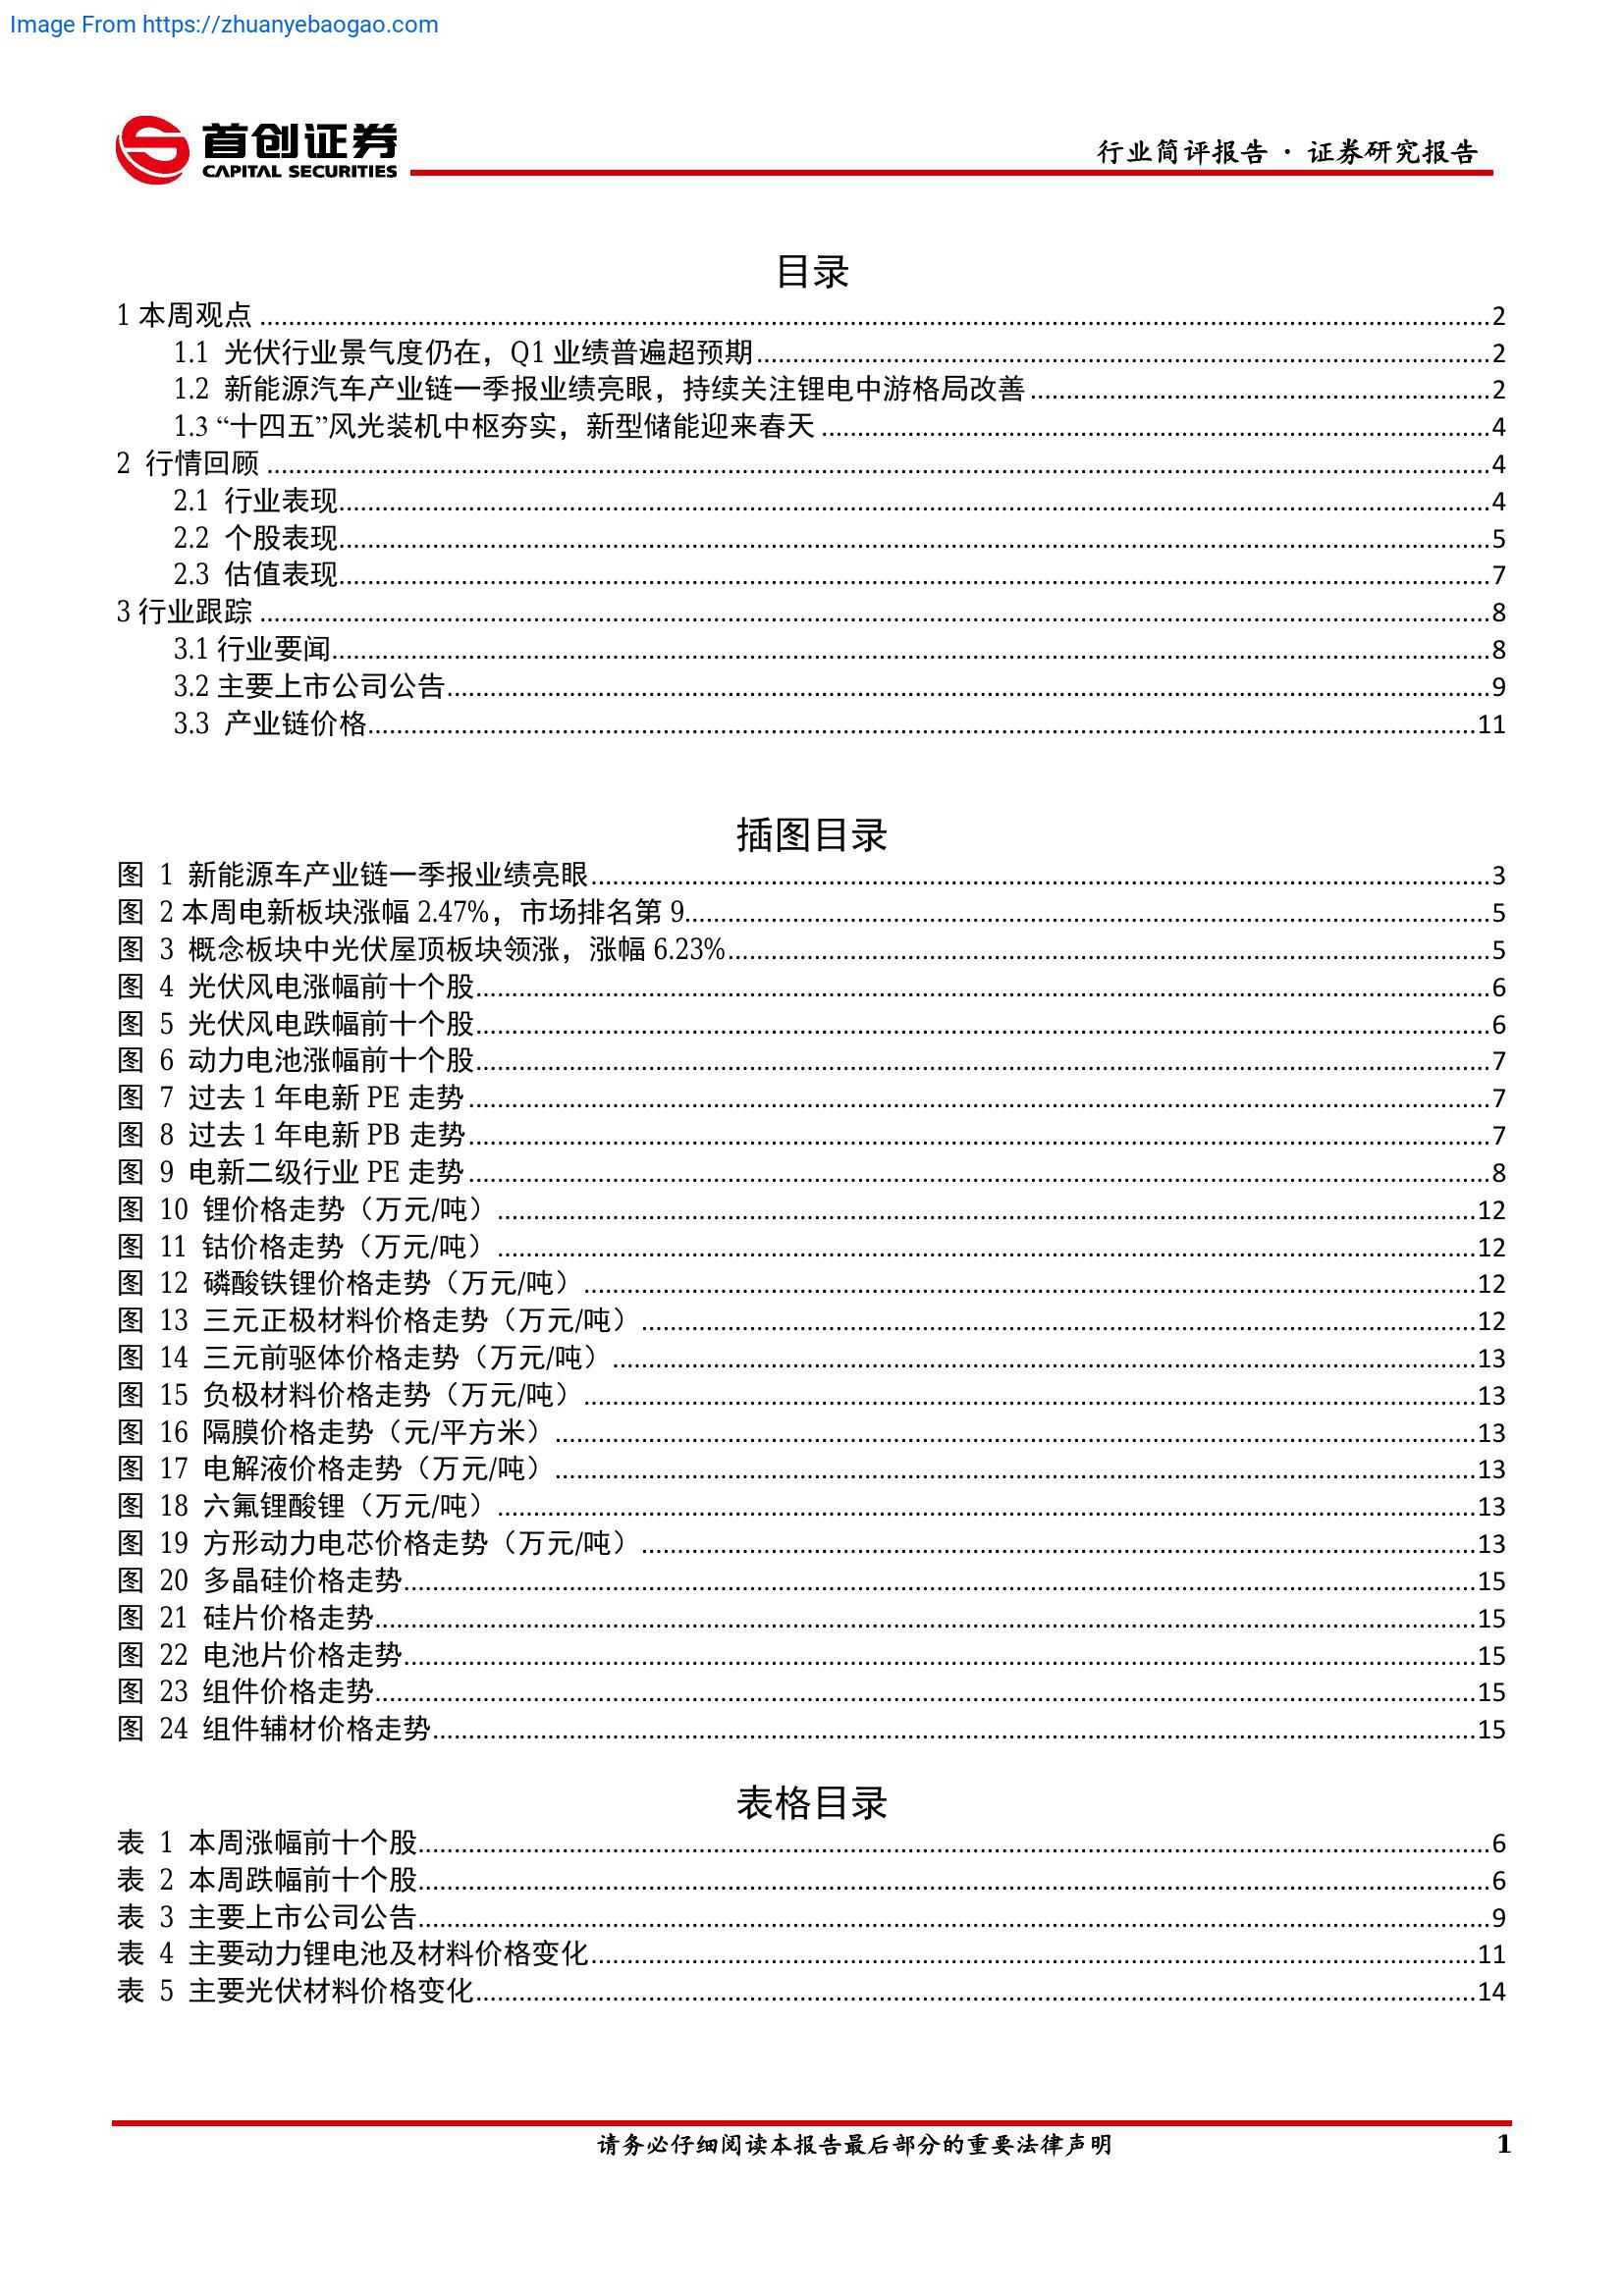 Image From https://zhuanyebaogao.com
首创证券
CAPITAL SECURITIES
行业简评报告 · 证券研究报告
目录
1 本周观点 ........ 2
1.1 光伏行业景气度仍在，Q1 业绩普遍超预期 ........ 2
1.2 新能源汽车产业链一季报业绩亮眼，持续关注锂电中游格局改善 ........ 2
1.3 “十四五”风光装机中枢夯实，新型储能迎来春天 ........ 4
2 行情回顾 ........ 4
2.1 行业表现 ........ 4
2.2 个股表现 ........ 5
2.3 估值表现 ........ 7
3 行业跟踪 ........ 8
3.1 行业要闻 ........ 8
3.2 主要上市公司公告 ........ 9
3.3 产业链价格 ........ 11
插图目录
图 1 新能源车产业链一季报业绩亮眼 ........ 3
图 2 本周电新板块涨幅 2.47%，市场排名第 9 ........ 5
图 3 概念板块中光伏屋顶板块领涨，涨幅 6.23% ........ 5
图 4 光伏风电涨幅前十个股 ........ 6
图 5 光伏风电跌幅前十个股 ........ 6
图 6 动力电池涨幅前十个股 ........ 7
图 7 过去 1 年电新 PE 走势 ........ 7
图 8 过去 1 年电新 PB 走势 ........ 7
图 9 电新二级行业 PE 走势 ........ 8
图 10 锂价格走势（万元/吨） ........ 12
图 11 钴价格走势（万元/吨） ........ 12
图 12 磷酸铁锂价格走势（万元/吨） ........ 12
图 13 三元正极材料价格走势（万元/吨） ........ 12
图 14 三元前驱体价格走势（万元/吨） ........ 13
图 15 负极材料价格走势（万元/吨） ........ 13
图 16 隔膜价格走势（元/平方米） ........ 13
图 17 电解液价格走势（万元/吨） ........ 13
图 18 六氟锂酸锂（万元/吨） ........ 13
图 19 方形动力电芯价格走势（万元/吨） ........ 13
图 20 多晶硅价格走势 ........ 15
图 21 硅片价格走势 ........ 15
图 22 电池片价格走势 ........ 15
图 23 组件价格走势 ........ 15
图 24 组件辅材价格走势 ........ 15
表格目录
表 1 本周涨幅前十个股 ........ 6
表 2 本周跌幅前十个股 ........ 6
表 3 主要上市公司公告 ........ 9
表 4 主要动力锂电池及材料价格变化 ........ 11
表 5 主要光伏材料价格变化 ........ 14
请务必仔细阅读本报告最后部分的重要法律声明 1